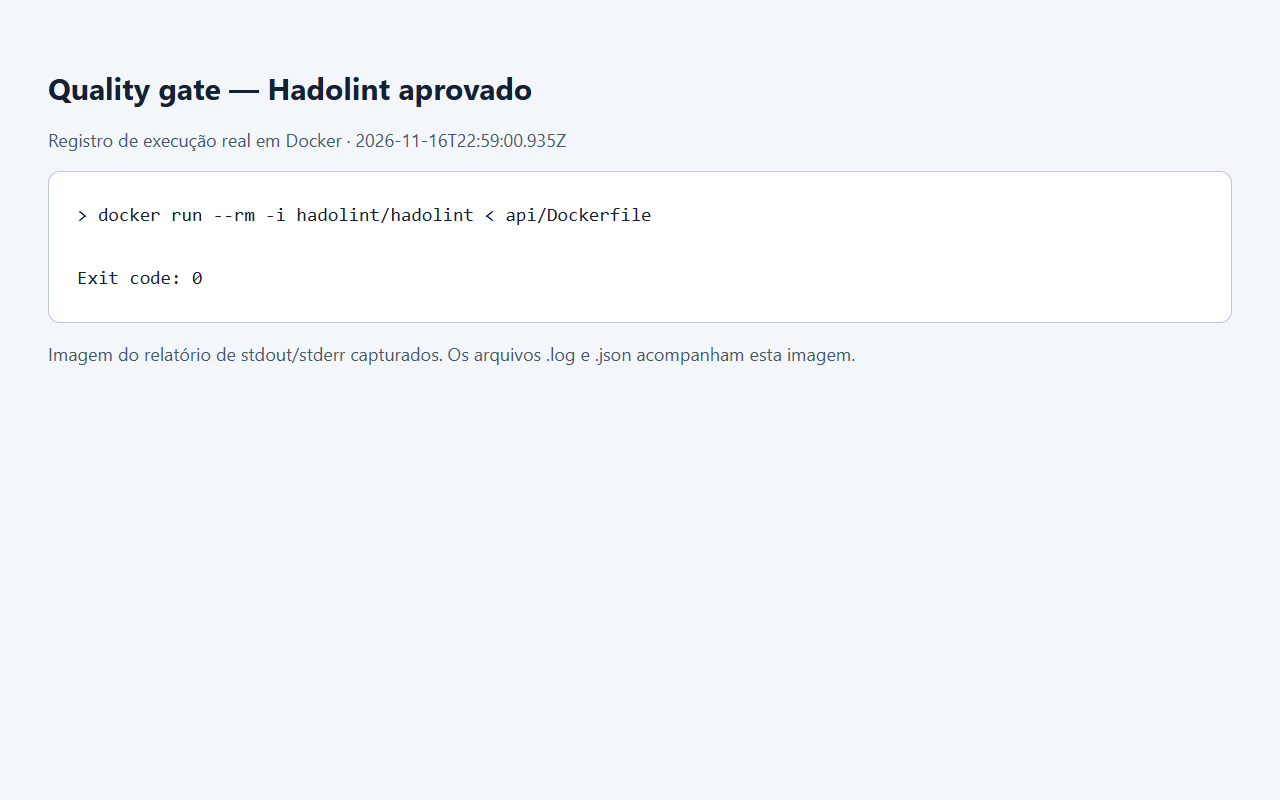 Quality gate — Hadolint aprovado
Registro de execução real em Docker · 2026-11-16T22:59:00.935Z
> docker run --rm -i hadolint/hadolint < api/Dockerfile
Exit code: 0
Imagem do relatório de stdout/stderr capturados. Os arquivos .log e .json acompanham esta imagem.